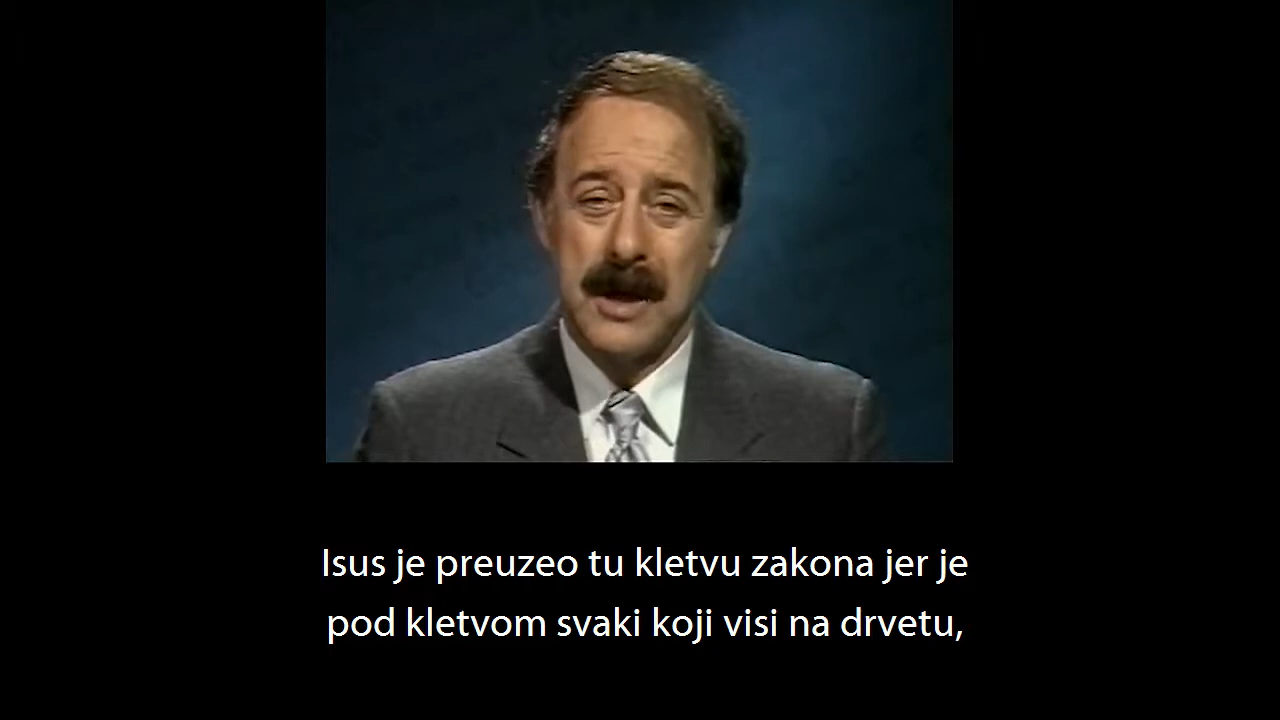 Isus je preuzeo tu kletvu zakona jer je
pod kletvom svaki koji visi na drvetu,